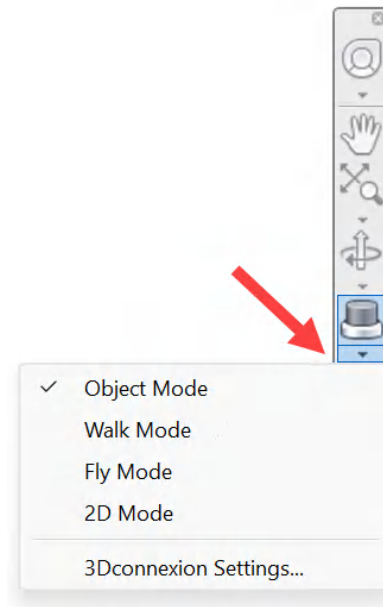 Object Mode
Walk Mode
Fly Mode
2D Mode
3Dconnexion Settings...